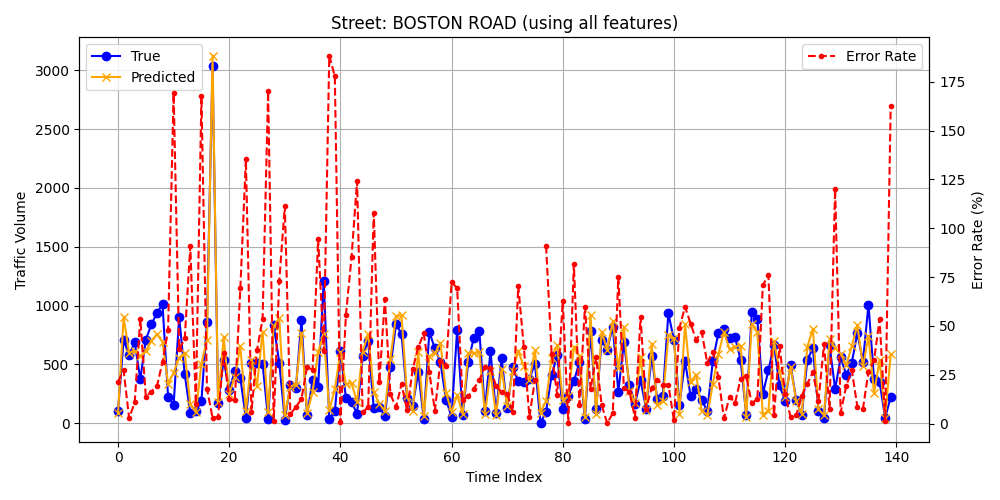 Street: BOSTON ROAD (using all features)
True
Predicted
Error Rate
Traffic Volume
3000
2500
2000
1500
1000
500
0
175
150
125
100
75
50
25
0
Error Rate (%)
0 20 40 60 80 100 120 140
Time Index